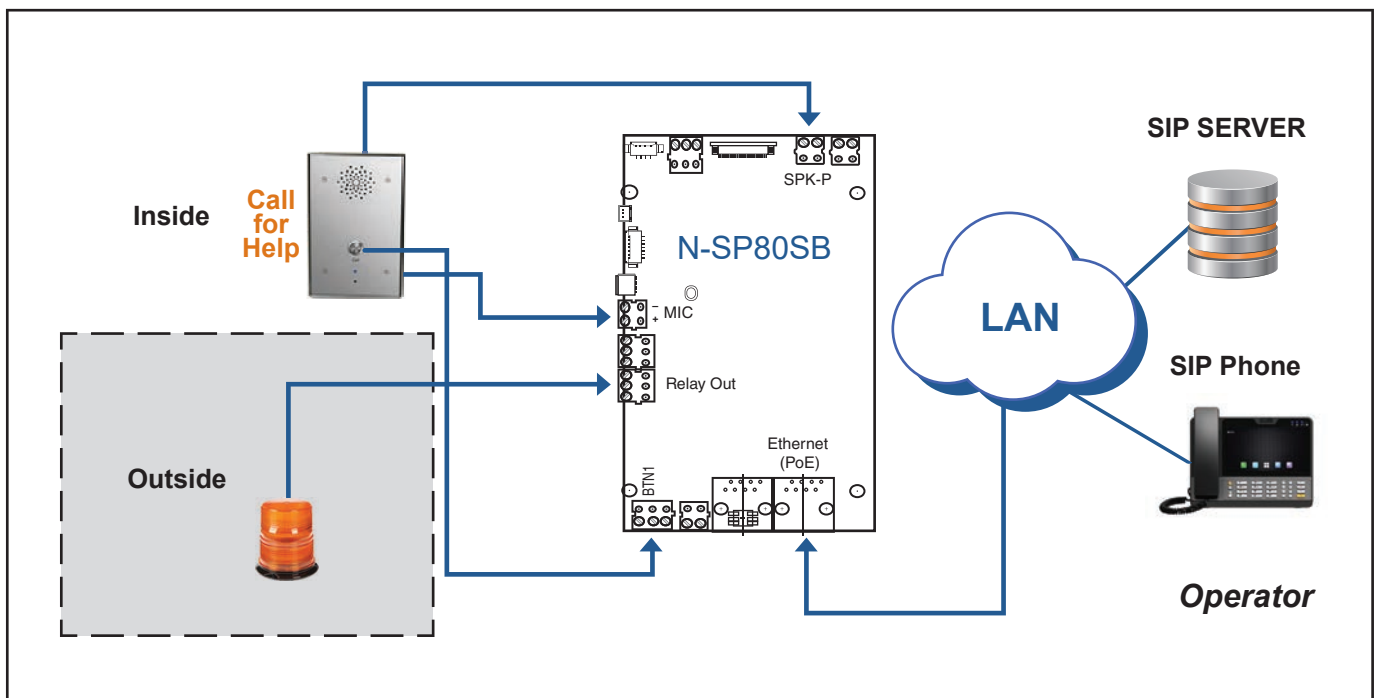 Inside
Call
for
Help
SPK-P
N-SP80SB
–
MIC
+
Relay Out
Ethernet
(PoE)
BTN1
Outside
LAN
SIP SERVER
SIP Phone
Operator